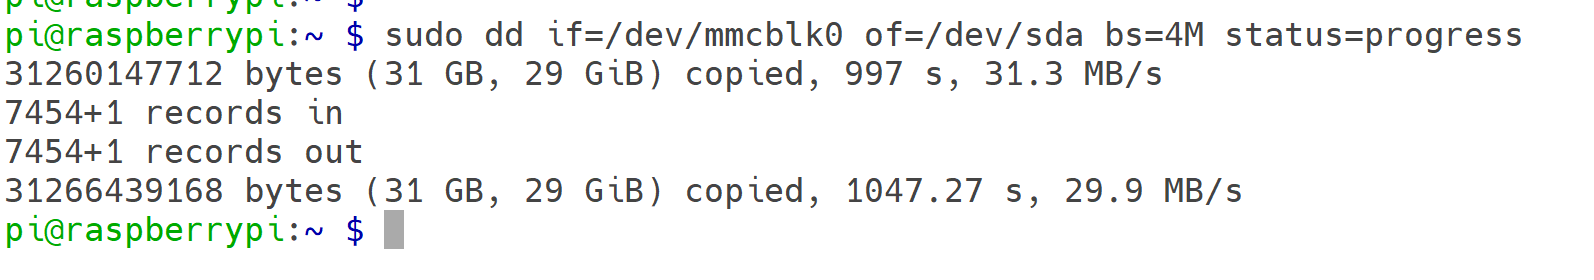 pi@raspberrypi:~ $
pi@raspberrypi:~ $ sudo dd if=/dev/mmcblk0 of=/dev/sda bs=4M status=progress
31260147712 bytes (31 GB, 29 GiB) copied, 997 s, 31.3 MB/s
7454+1 records in
7454+1 records out
31266439168 bytes (31 GB, 29 GiB) copied, 1047.27 s, 29.9 MB/s
pi@raspberrypi:~ $